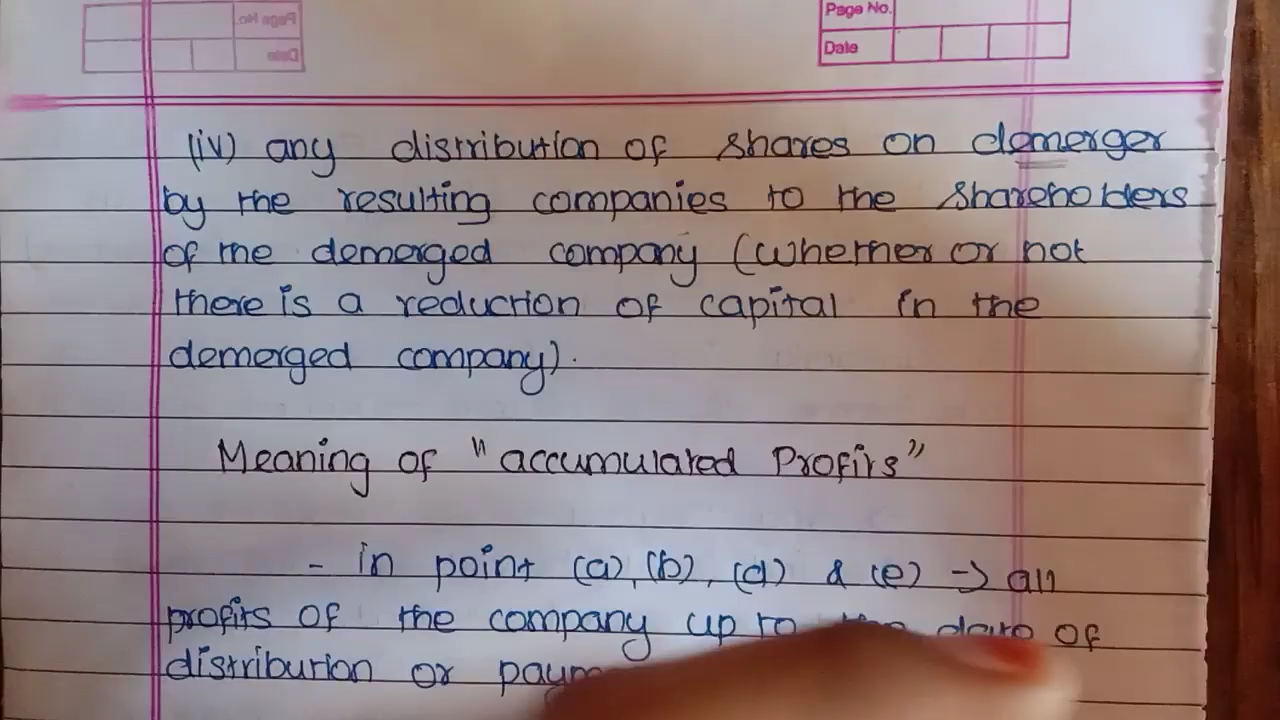 Page No.
Date
(iv) any distribution of shares on demerger
by the resulting companies to the shareholders
of the demerged company (whether or not
there is a reduction of capital in the
demerged company).
Meaning of "accumulated Profits"
- in point (a), (b), (d) & (e) -> all
profits of the company up to the date of
distribution or